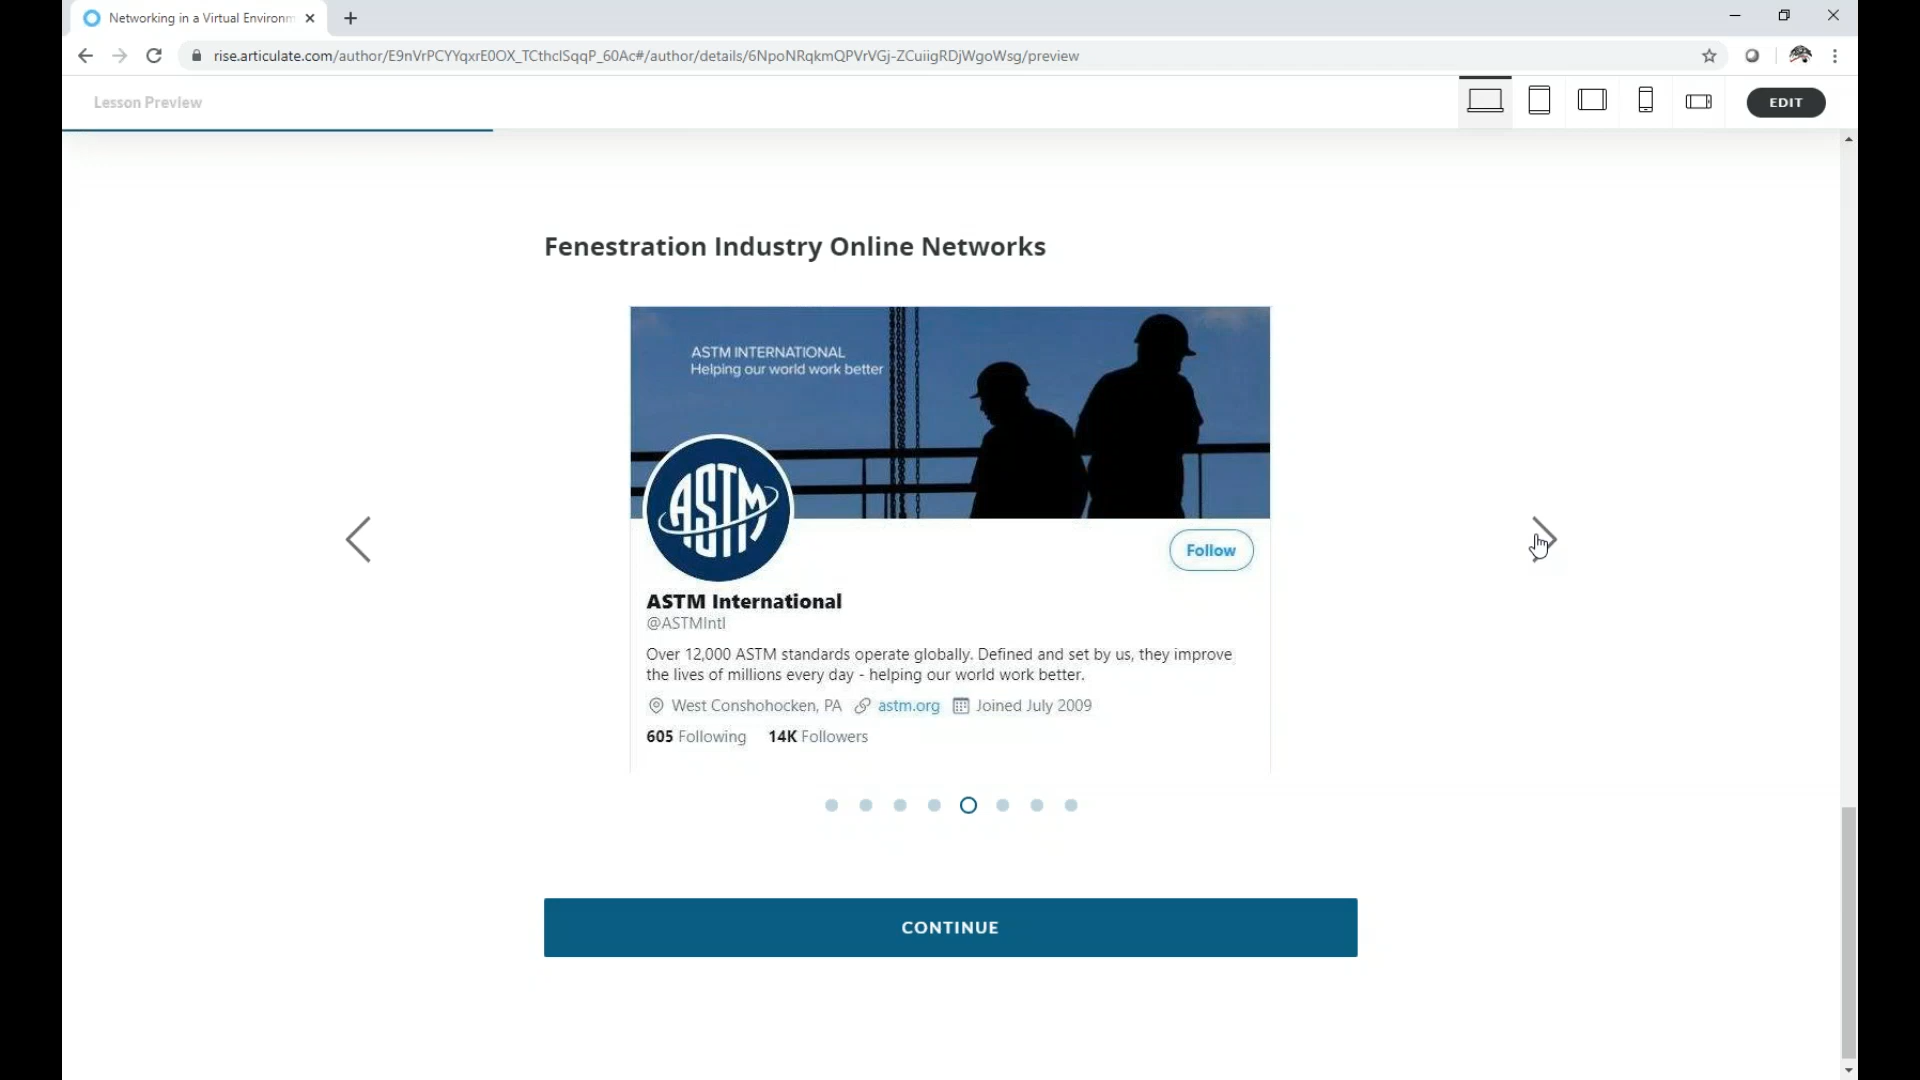 Networking in a Virtual Environm
rise.articulate.com/author/E9nVrPCYYqxrE0OX_TCthclSqqP_60Ac#/author/details/6NpoNRqkmQPVrVGj-ZCuiigRDjWgoWsg/preview
Lesson Preview
EDIT
Fenestration Industry Online Networks
ASTM INTERNATIONAL
Helping our world work better
ASTM
Follow
ASTM International
@ASTMIntl
Over 12,000 ASTM standards operate globally. Defined and set by us, they improve
the lives of millions every day - helping our world work better.
West Conshohocken, PA astm.org Joined July 2009
605 Following 14K Followers
CONTINUE